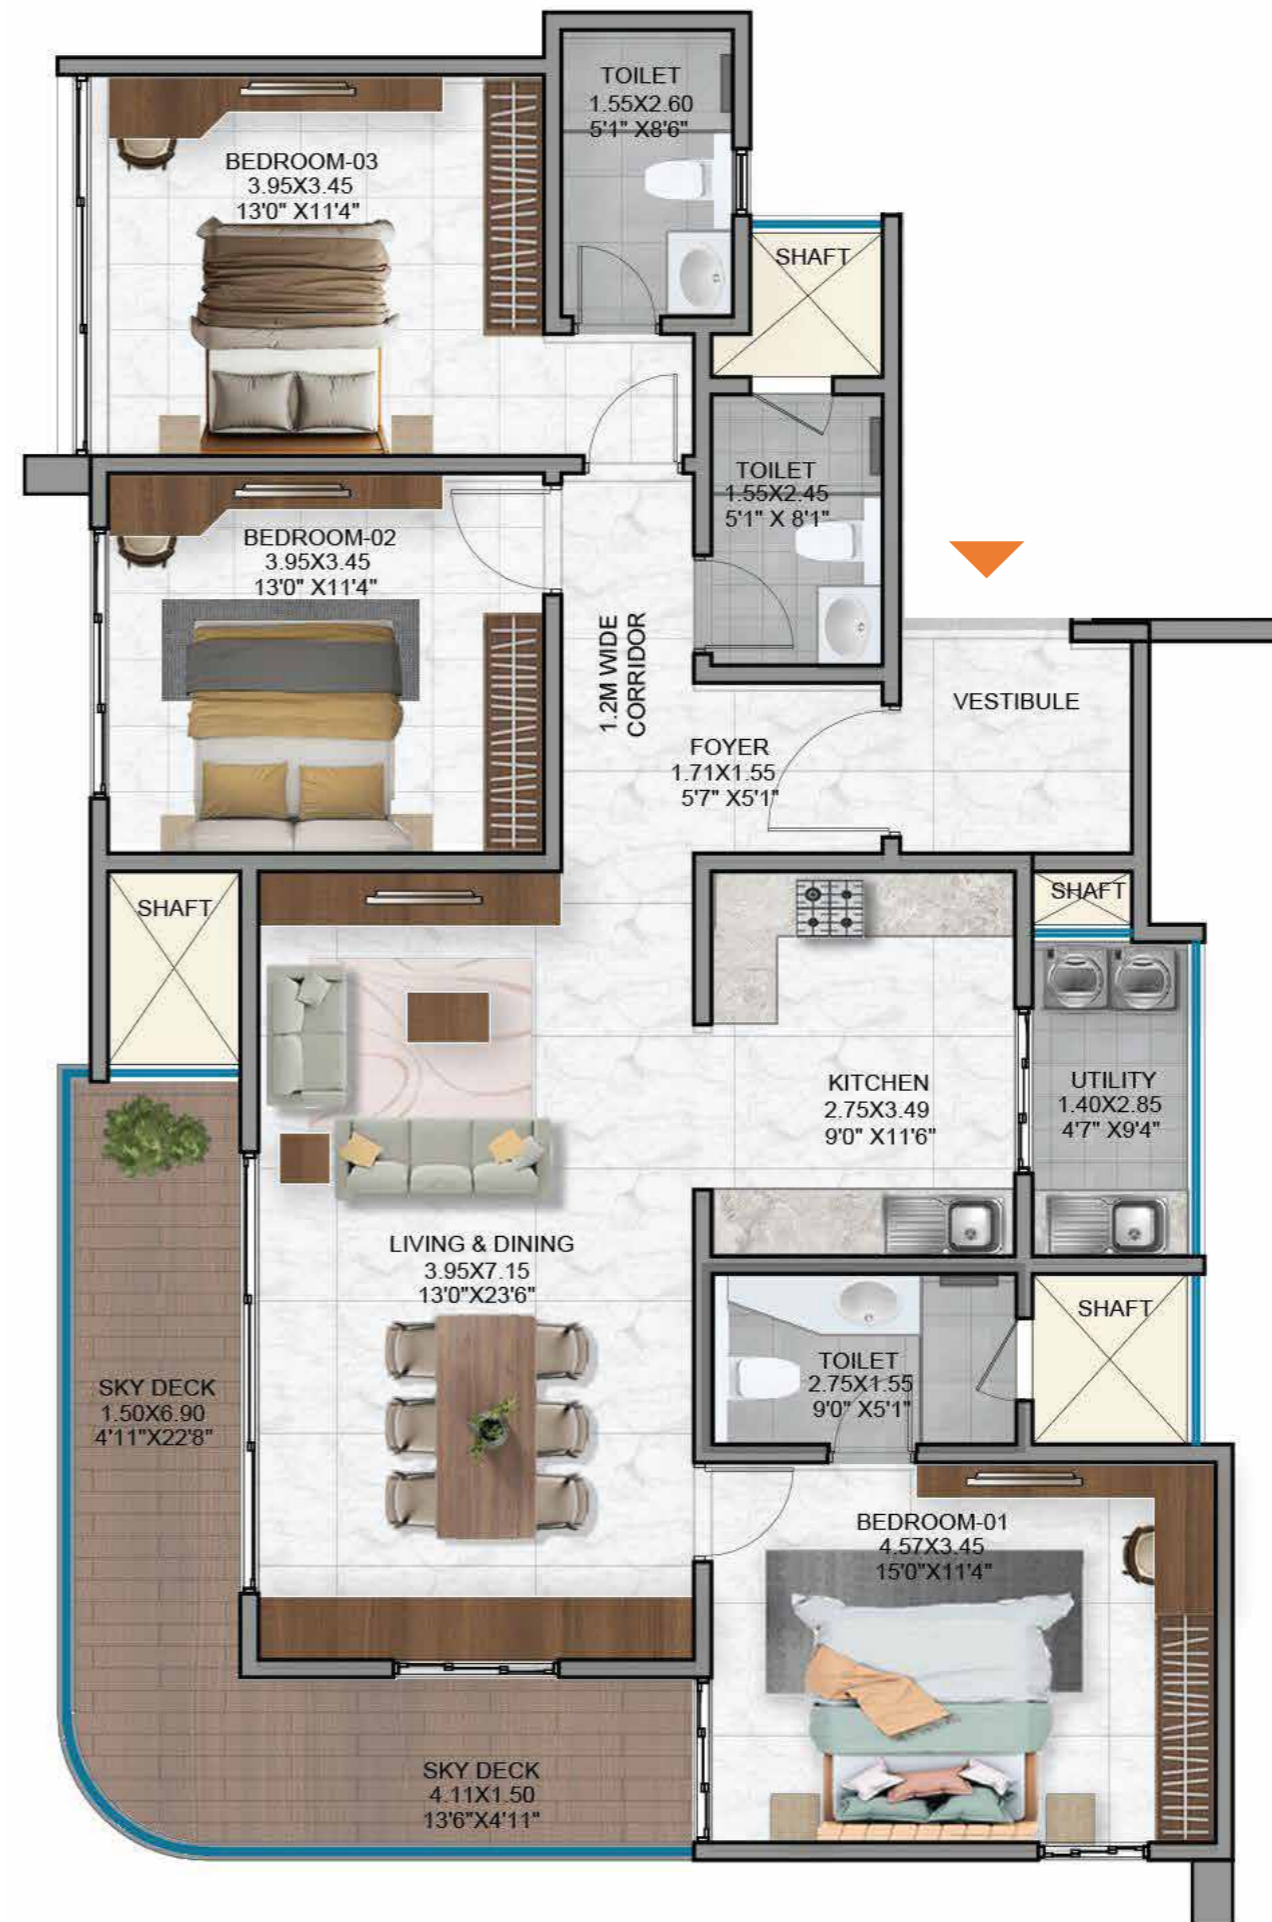 TOILET
1.55X2.60
5'1" X8'6"
BEDROOM-03
3.95X3.45
13'0" X11'4"
SHAFT
TOILET
1.55X2.45
5'1" X 8'1"
BEDROOM-02
3.95X3.45
13'0" X11'4"
1.2M WIDE
CORRIDOR
VESTIBULE
FOYER
1.71X1.55
5'7" X5'1"
SHAFT
SHAFT
KITCHEN
2.75X3.49
9'0" X11'6"
UTILITY
1.40X2.85
4'7" X9'4"
LIVING & DINING
3.95X7.15
13'0"X23'6"
SHAFT
TOILET
2.75X1.55
9'0" X5'1"
SKY DECK
1.50X6.90
4'11"X22'8"
BEDROOM-01
4.57X3.45
15'0"X11'4"
SKY DECK
4.11X1.50
13'6"X4'11"